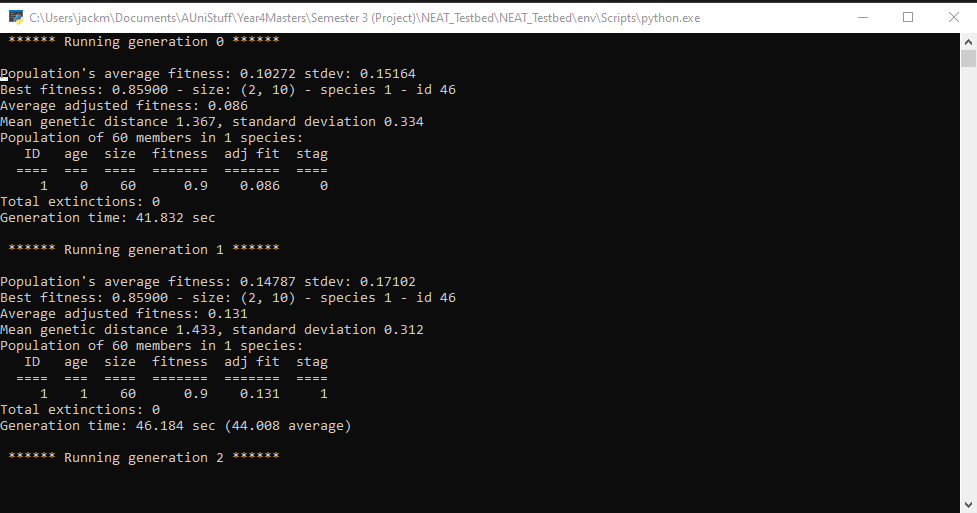 C:\Users\jackm\Documents\AUniStuff\Year4Masters\Semester 3 (Project)\NEAT_Testbed\NEAT_Testbed\env\Scripts\python.exe
****** Running generation 0 ******
Population's average fitness: 0.10272 stdev: 0.15164
Best fitness: 0.85900 - size: (2, 10) - species 1 - id 46
Average adjusted fitness: 0.086
Mean genetic distance 1.367, standard deviation 0.334
Population of 60 members in 1 species:
   ID   age  size  fitness  adj fit  stag
  ====  ===  ====  =======  =======  ====
     1    0    60      0.9    0.086     0
Total extinctions: 0
Generation time: 41.832 sec
****** Running generation 1 ******
Population's average fitness: 0.14787 stdev: 0.17102
Best fitness: 0.85900 - size: (2, 10) - species 1 - id 46
Average adjusted fitness: 0.131
Mean genetic distance 1.433, standard deviation 0.312
Population of 60 members in 1 species:
   ID   age  size  fitness  adj fit  stag
  ====  ===  ====  =======  =======  ====
     1    1    60      0.9    0.131     1
Total extinctions: 0
Generation time: 46.184 sec (44.008 average)
****** Running generation 2 ******